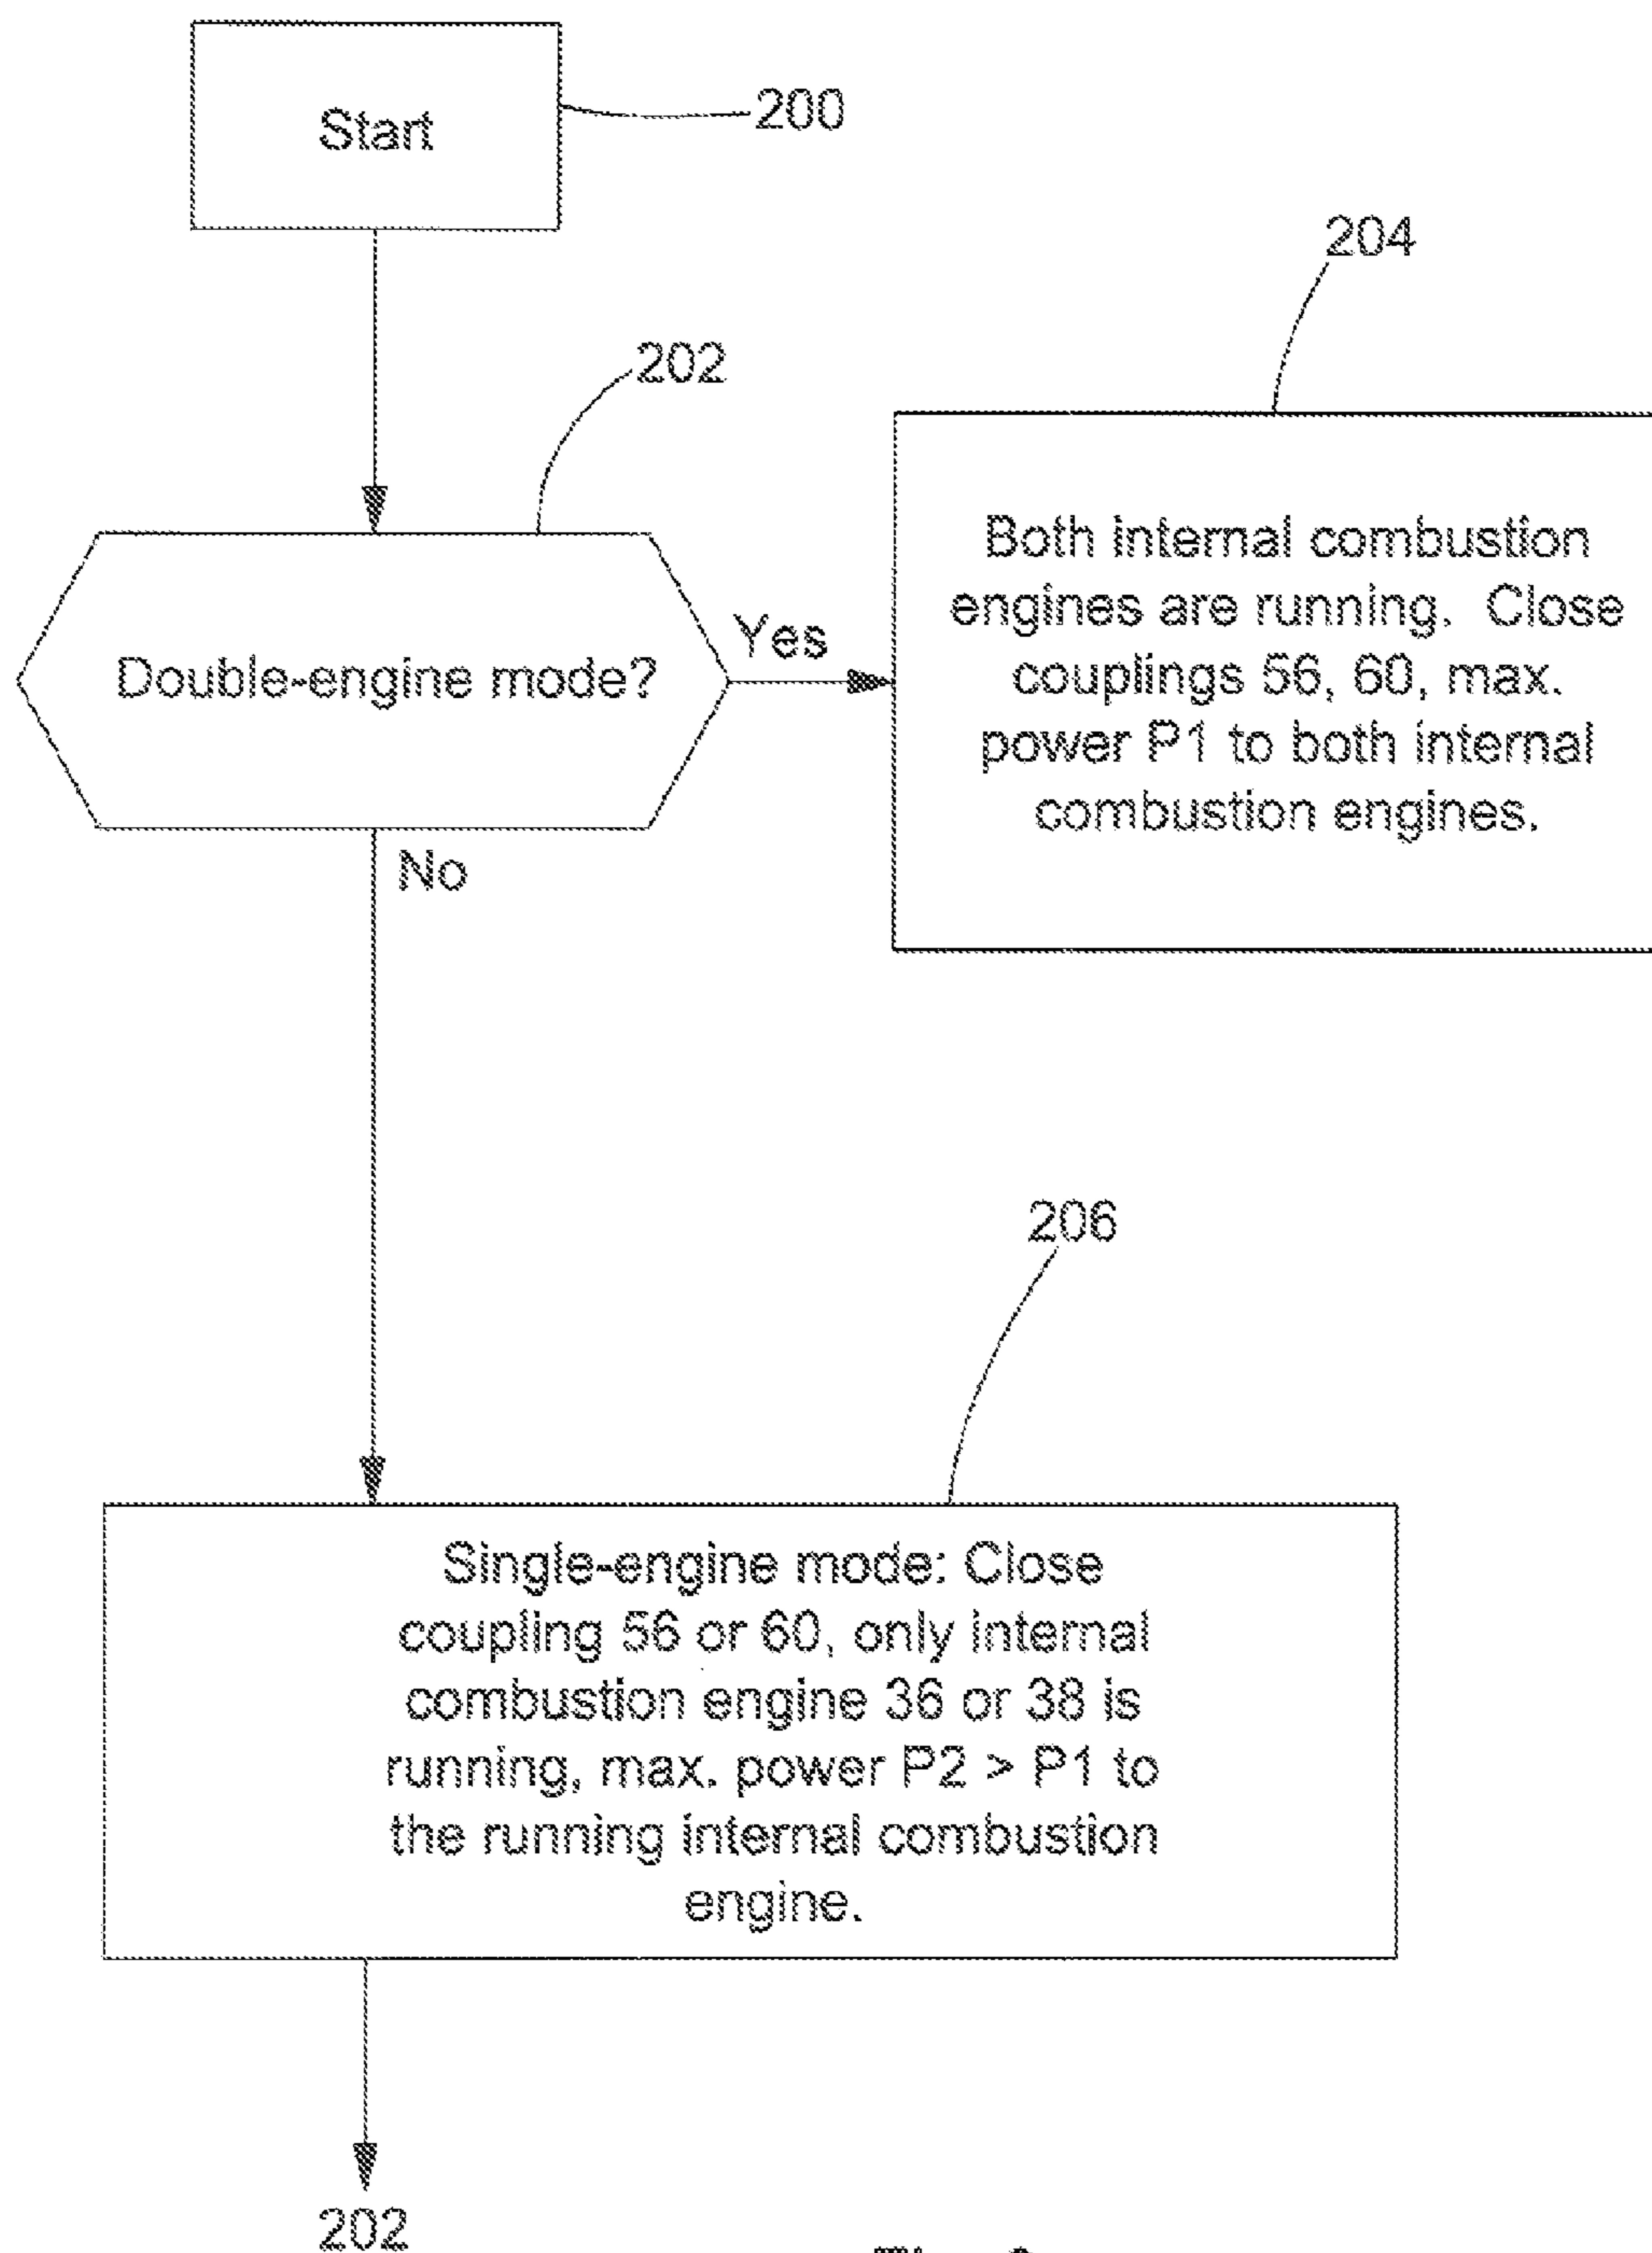 Start
200
204
202
Double-engine mode?
Yes
No
Both internal combustion
engines are running. Close
couplings 56, 60, max.
power P1 to both internal
combustion engines.
206
Single-engine mode: Close
coupling 56 or 60, only internal
combustion engine 36 or 38 is
running, max. power P2 > P1 to
the running internal combustion
engine.
202